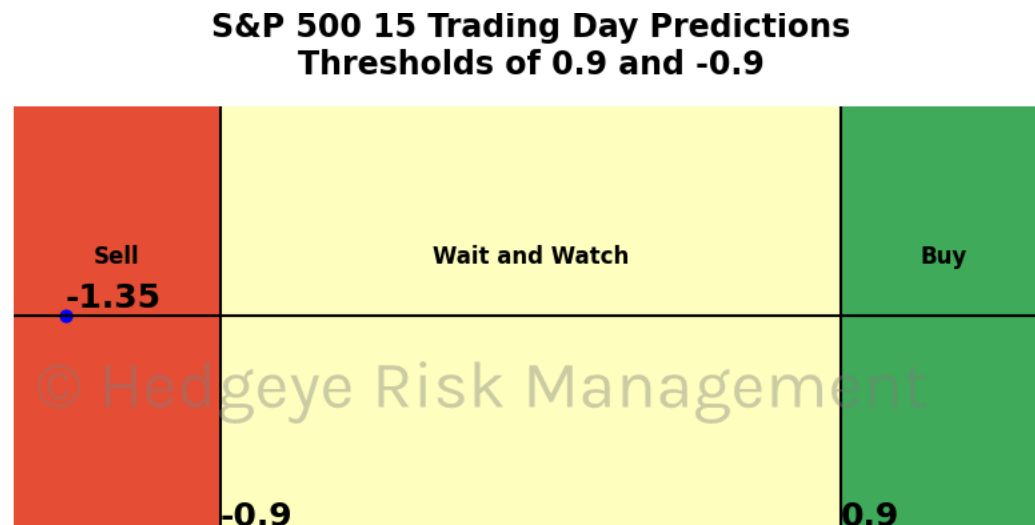 S&P 500 15 Trading Day Predictions
Thresholds of 0.9 and -0.9
Sell
Wait and Watch
Buy
-1.35
© Hedgeye Risk Management
-0.9
0.9